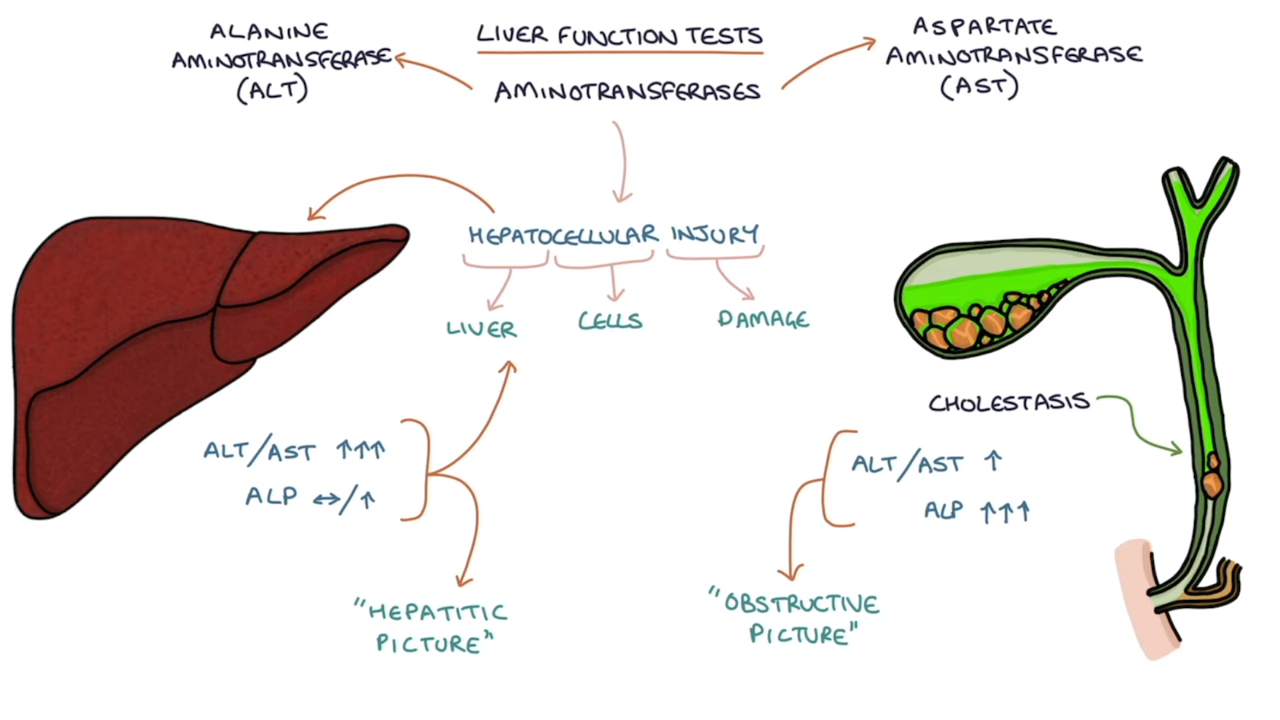 LIVER FUNCTION TESTS
AMINOTRANSFERASES
ALANINE
AMINOTRANSFERASE
(ALT)
ASPARTATE
AMINOTRANSFERASE
(AST)
HEPATOCELLULAR INJURY
LIVER
CELLS
DAMAGE
ALT/AST ↑↑↑
ALP ↔/↑
"HEPATITIC
PICTURE"
CHOLESTASIS
ALT/AST ↑
ALP ↑↑↑
"OBSTRUCTIVE
PICTURE"